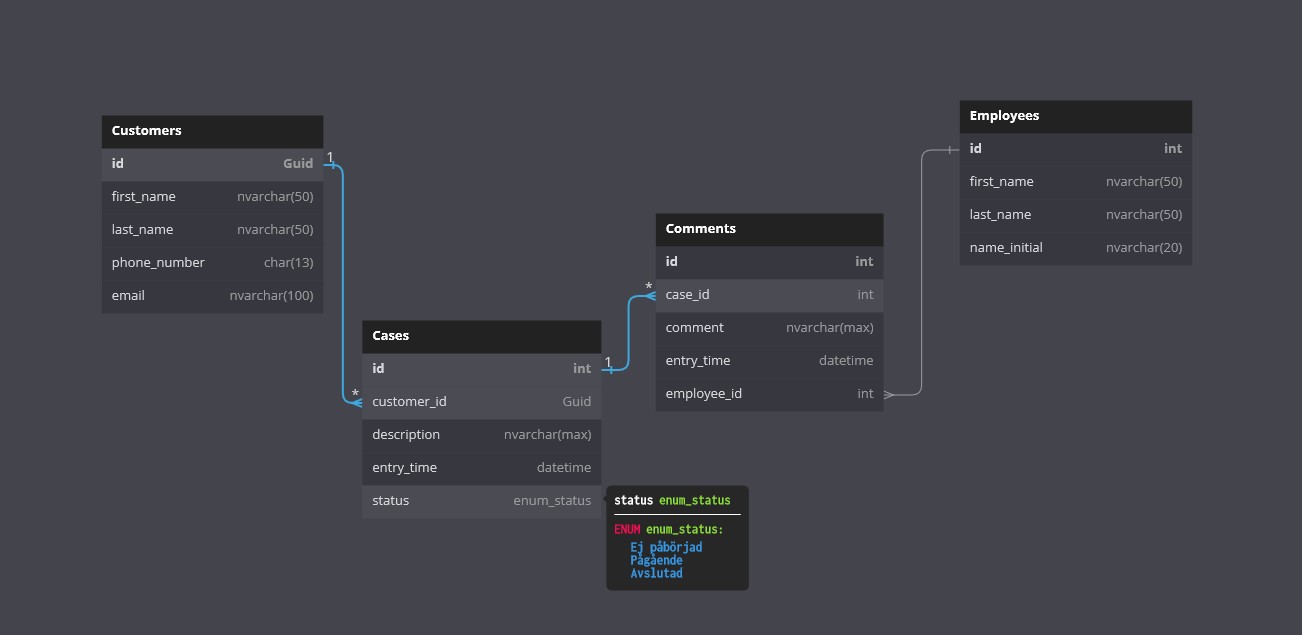 Customers
id Guid
first_name nvarchar(50)
last_name nvarchar(50)
phone_number char(13)
email nvarchar(100)
1
*
Cases
id int
customer_id Guid
description nvarchar(max)
entry_time datetime
status enum_status
1
*
status enum_status
ENUM enum_status:
Ej påbörjad
Pågående
Avslutad
Comments
id int
case_id int
comment nvarchar(max)
entry_time datetime
employee_id int
Employees
id int
first_name nvarchar(50)
last_name nvarchar(50)
name_initial nvarchar(20)